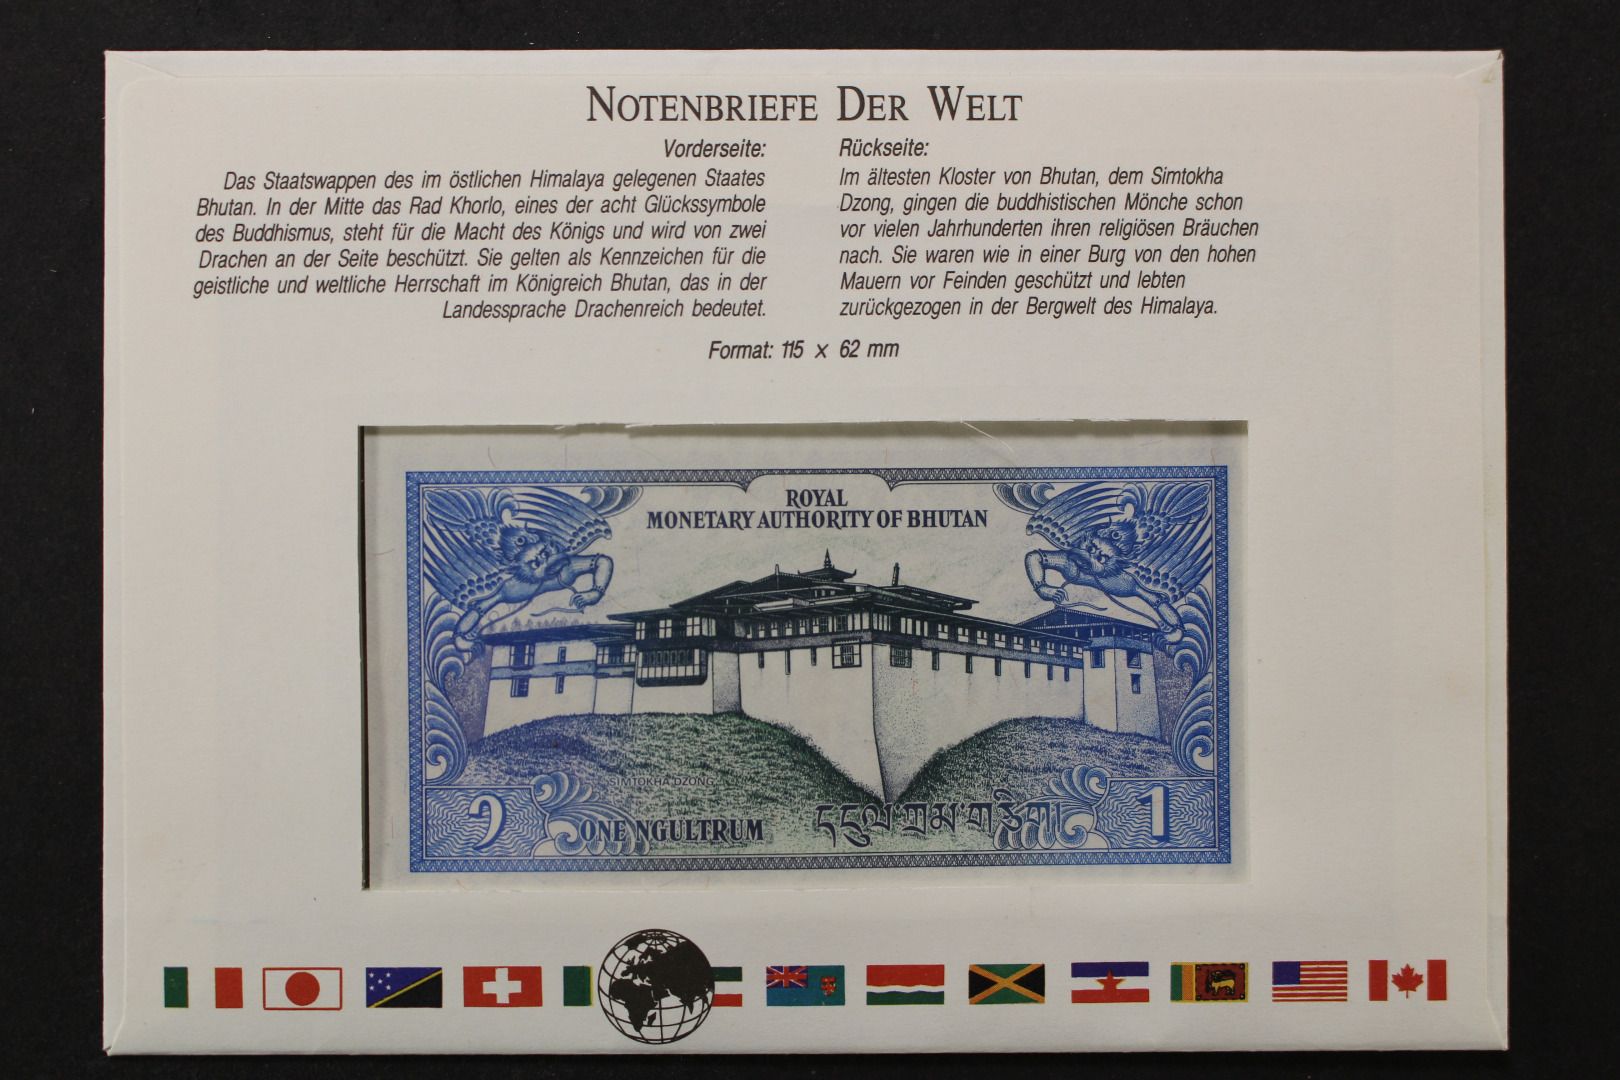 NOTENBRIEFE DER WELT
Vorderseite:
Das Staatswappen des im östlichen Himalaya gelegenen Staates
Bhutan. In der Mitte das Rad Khorlo, eines der acht Glückssymbole
des Buddhismus, steht für die Macht des Königs und wird von zwei
Drachen an der Seite beschützt. Sie gelten als Kennzeichen für die
geistliche und weltliche Herrschaft im Königreich Bhutan, das in der
Landessprache Drachenreich bedeutet.
Rückseite:
Im ältesten Kloster von Bhutan, dem Simtokha
Dzong, gingen die buddhistischen Mönche schon
vor vielen Jahrhunderten ihren religiösen Bräuchen
nach. Sie waren wie in einer Burg von den hohen
Mauern vor Feinden geschützt und lebten
zurückgezogen in der Bergwelt des Himalaya.
Format: 115 x 62 mm
ROYAL
MONETARY AUTHORITY OF BHUTAN
SIMTOKHA DZONG
༡ ONE NGULTRUM དངུལ་ཀྲམ་གཅིག། 1